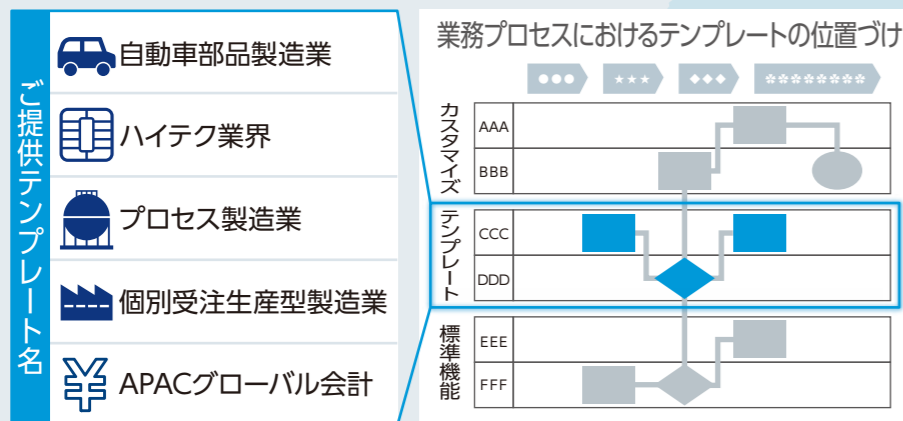 ご提供テンプレート名
自動車部品製造業
ハイテク業界
プロセス製造業
個別受注生産型製造業
APACグローバル会計
業務プロセスにおけるテンプレートの位置づけ
●●● ★★★ ◆◆◆ ✽✽✽✽✽✽✽✽✽
カスタマイズ
AAA
BBB
テンプレート
CCC
DDD
標準機能
EEE
FFF